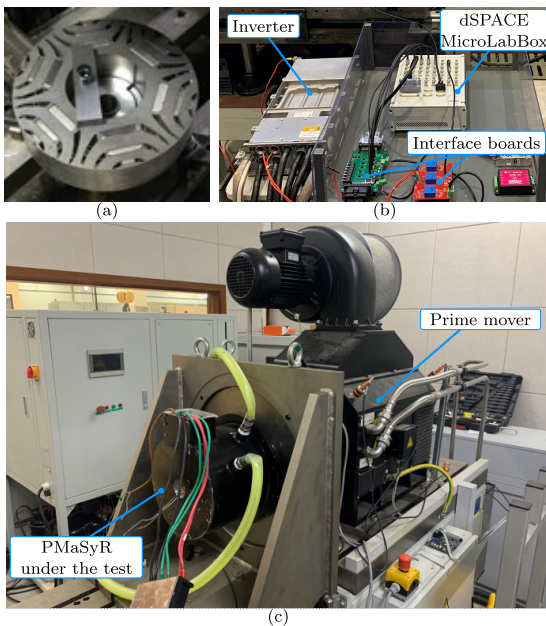 Inverter
dSPACE
MicroLabBox
Interface boards
(a)
(b)
Prime mover
PMaSyR
under the test
(c)